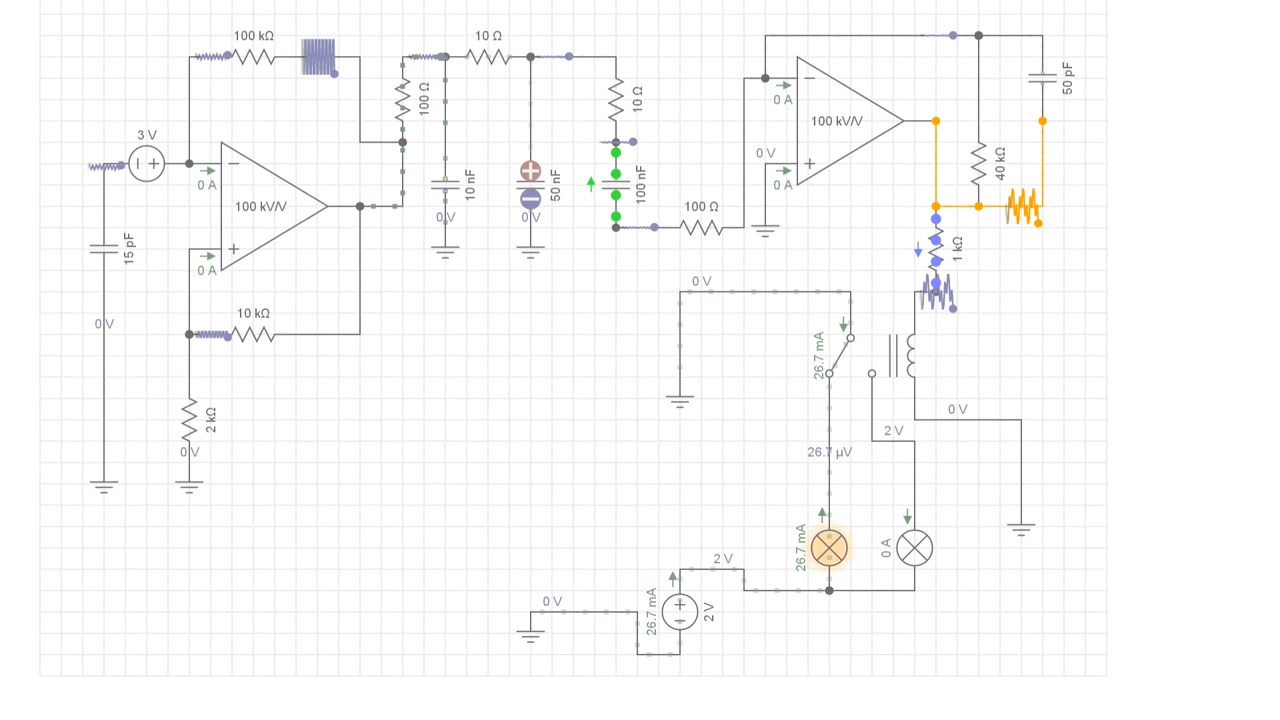 100 kΩ
10 Ω
100 Ω
10 Ω
50 pF
3 V
0 A
100 kV/V
0 A
10 nF
0 V
50 nF
0 V
100 nF
0 A
100 kV/V
0 V
0 A
40 kΩ
100 Ω
1 kΩ
15 pF
0 V
10 kΩ
2 kΩ
0 V
0 V
26.7 mA
0 V
2 V
26.7 µV
26.7 mA
0 A
2 V
0 V
26.7 mA
2 V